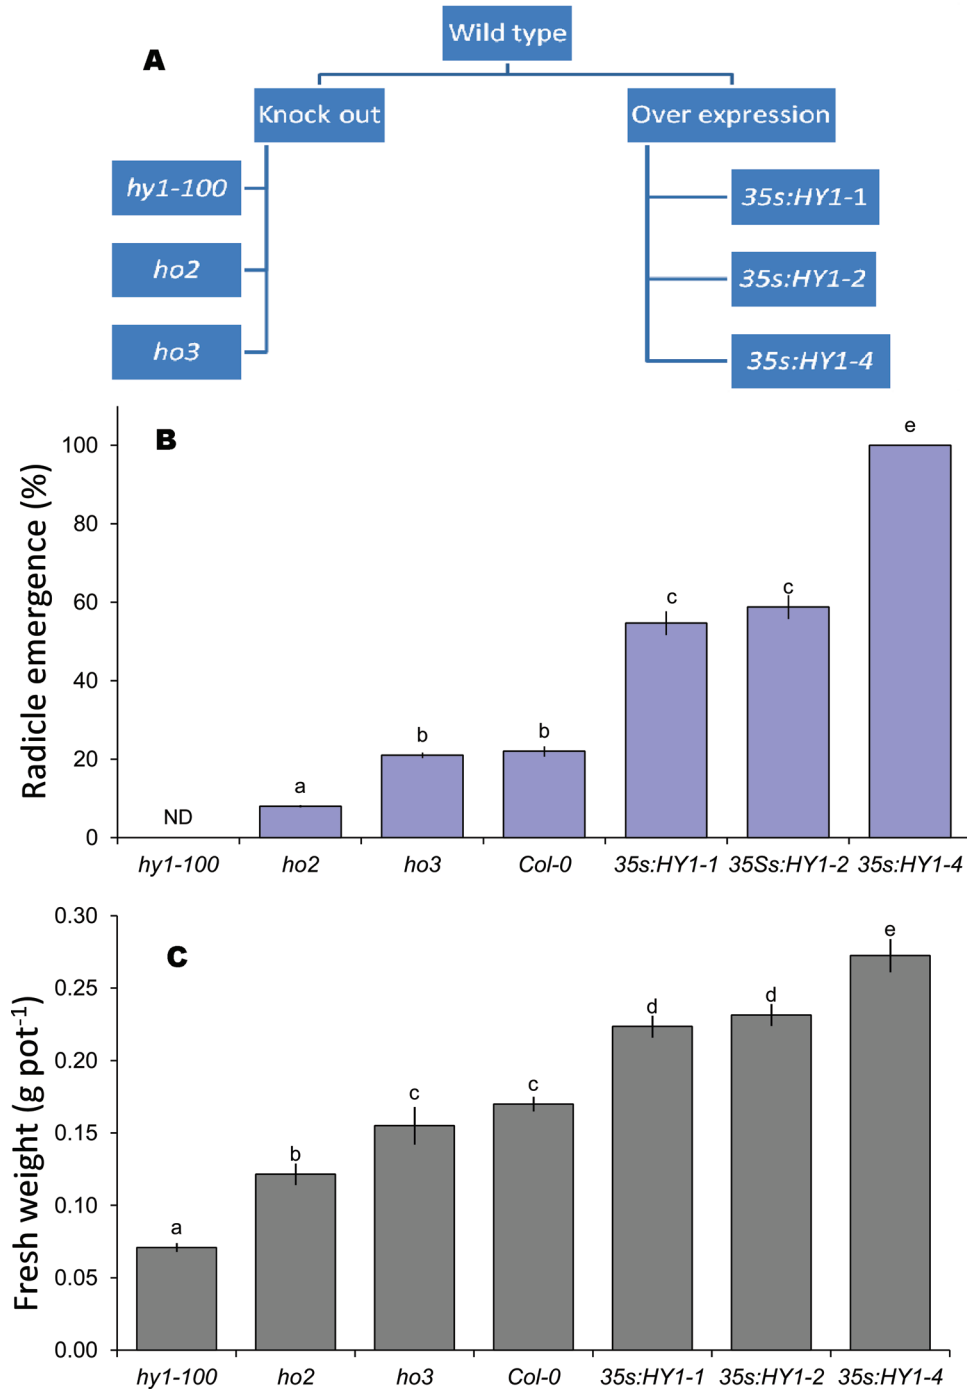 Wild type
A
Knock out
Over expression
hy1-100
35s:HY1-1
ho2
35s:HY1-2
ho3
35s:HY1-4
B
Radicle emergence (%)
100
80
60
40
20
0
ND
a
b
b
c
c
e
hy1-100 ho2 ho3 Col-0 35s:HY1-1 35Ss:HY1-2 35s:HY1-4
C
Fresh weight (g pot-1)
0.30
0.25
0.20
0.15
0.10
0.05
0.00
a
b
c
c
d
d
e
hy1-100 ho2 ho3 Col-0 35s:HY1-1 35s:HY1-2 35s:HY1-4